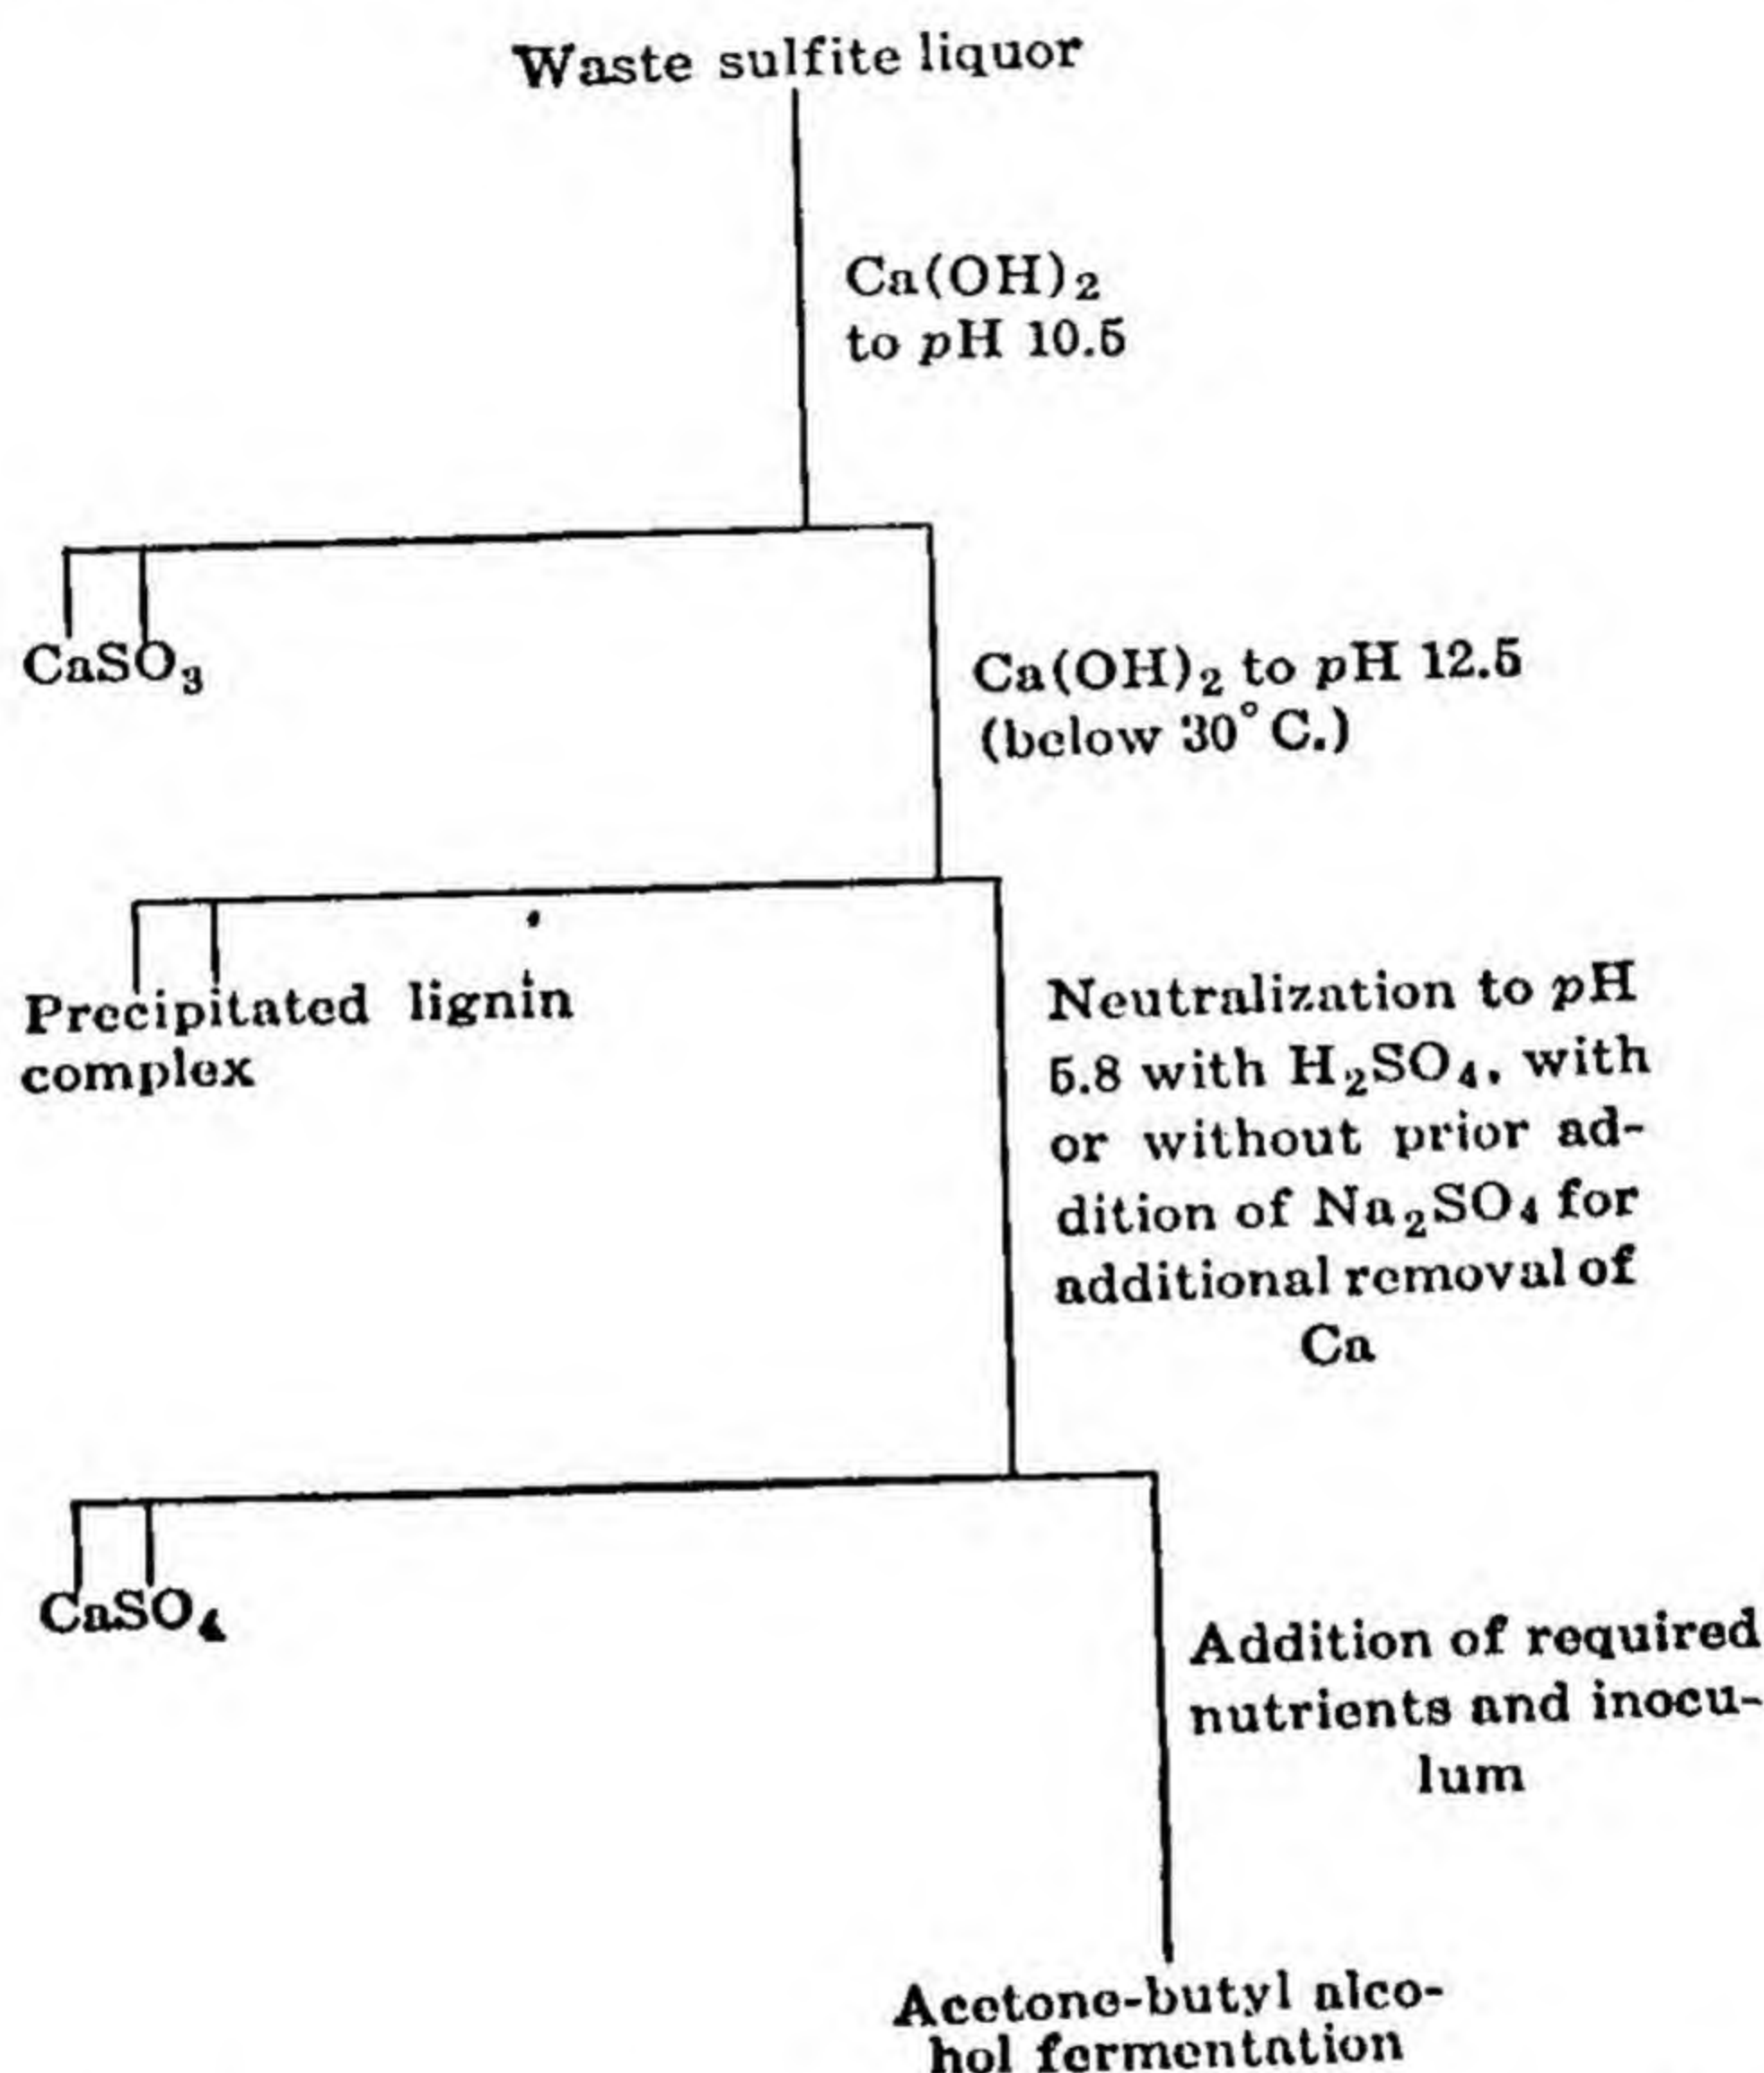 Waste sulfite liquor
Ca(OH)₂
to pH 10.5
CaSO₃
Ca(OH)₂ to pH 12.5
(below 30° C.)
Precipitated lignin
complex
Neutralization to pH
5.8 with H₂SO₄, with
or without prior ad-
dition of Na₂SO₄ for
additional removal of
Ca
CaSO₄
Addition of required
nutrients and inocu-
lum
Acetone-butyl alco-
hol fermentation